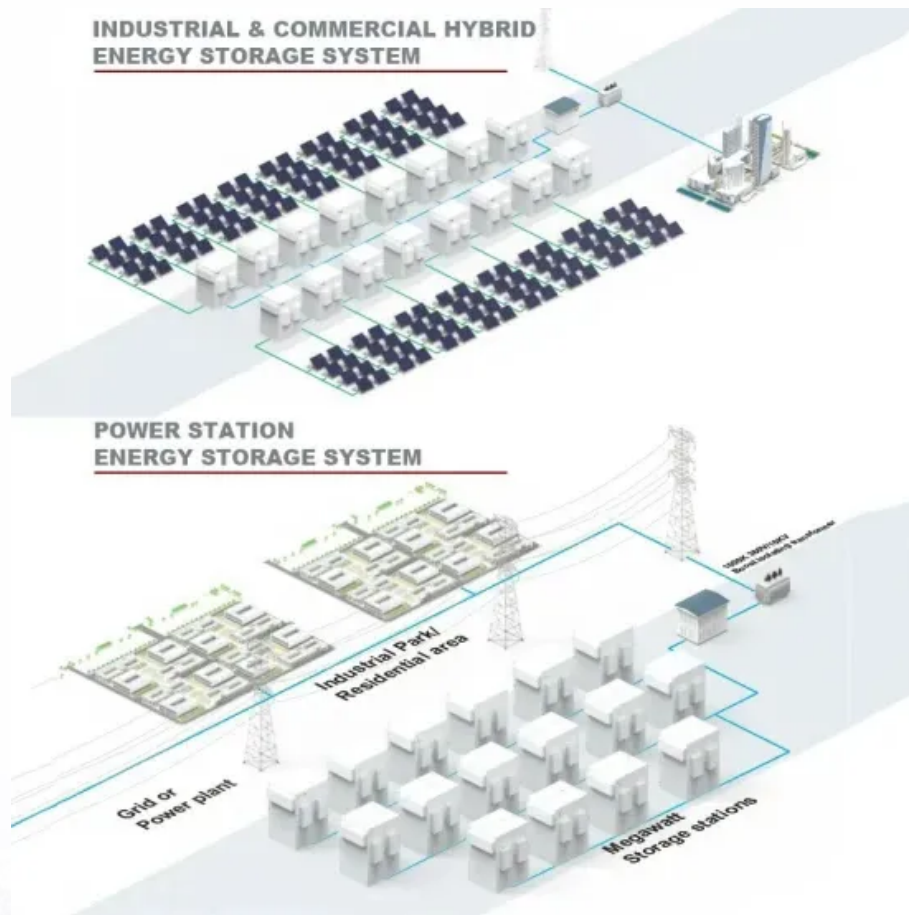 INDUSTRIAL & COMMERCIAL HYBRID
ENERGY STORAGE SYSTEM
POWER STATION
ENERGY STORAGE SYSTEM
Industrial Park/
Residential area
Grid or
Power plant
Megawatt
Storage stations